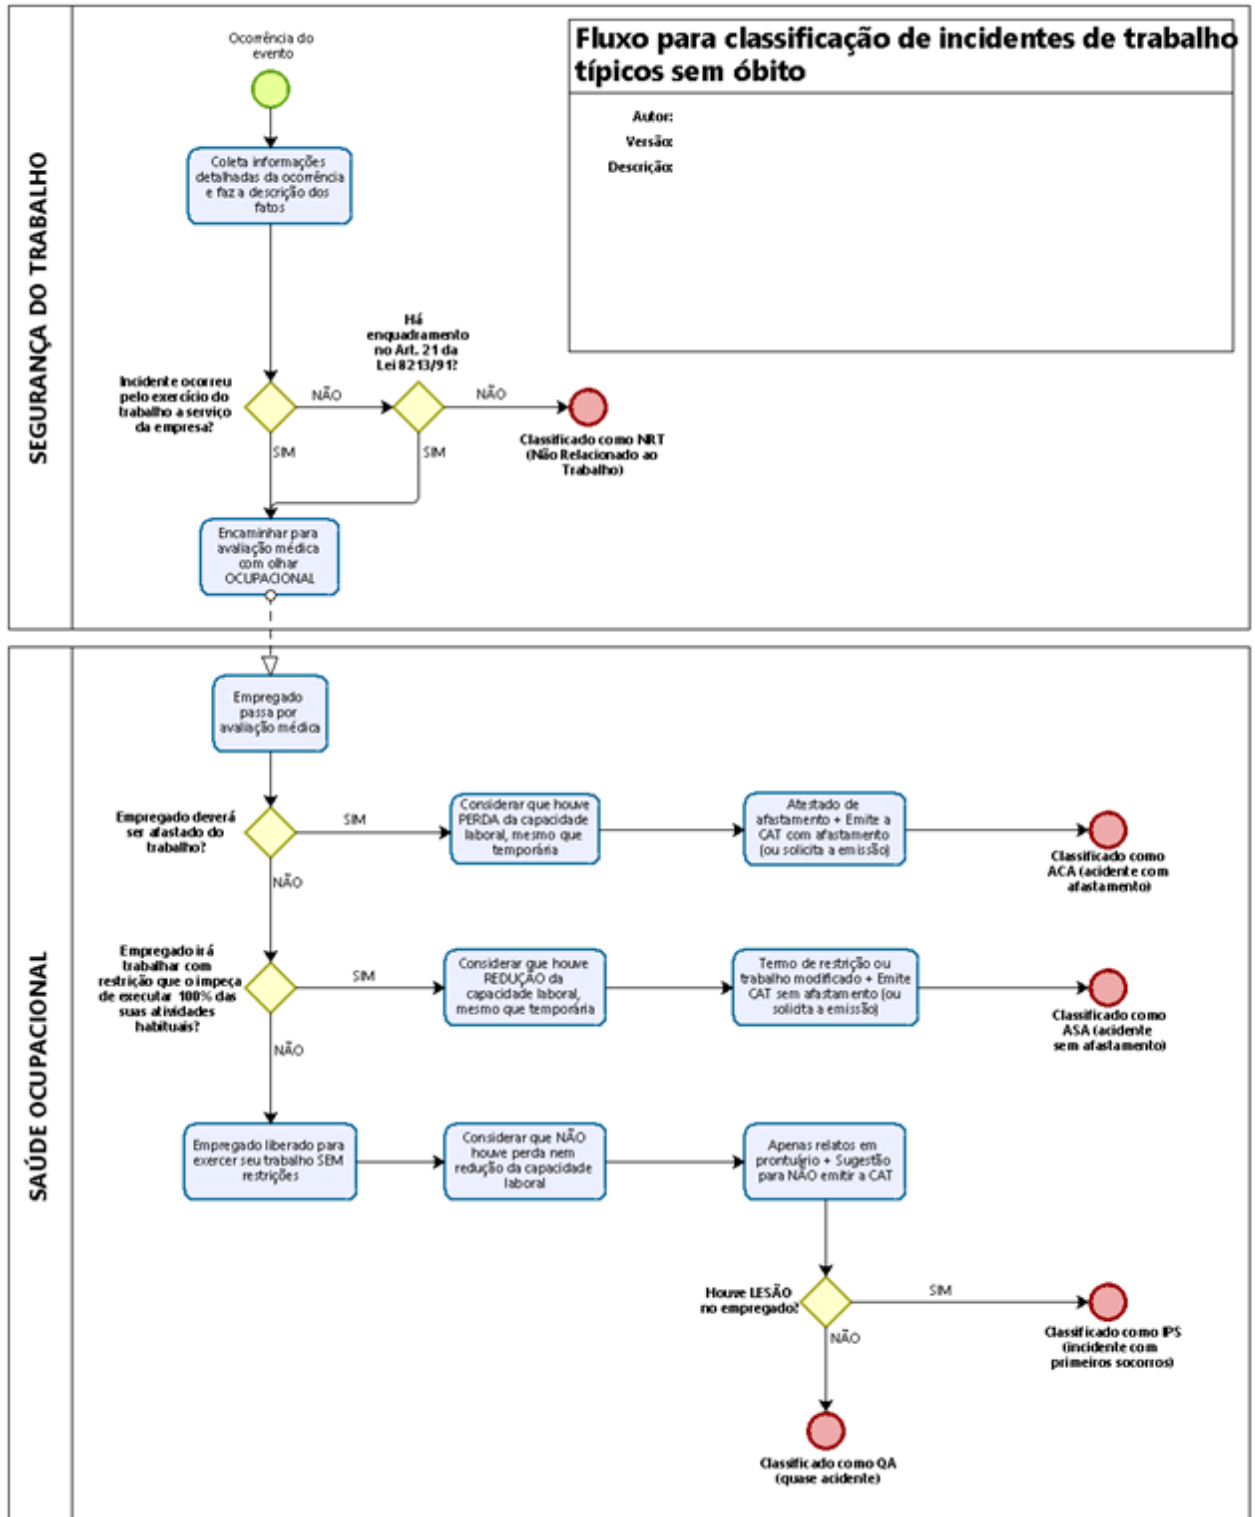 Fluxo para classificação de incidentes de trabalho
típicos sem óbito
Autor:
Versão:
Descrição:
SEGURANÇA DO TRABALHO
Ocorrência do
evento
Coleta informações
detalhadas da ocorrência
e faz a descrição dos
fatos
Incidente ocorreu
pelo exercício do
trabalho a serviço
da empresa?
NÃO
SIM
Há
enquadramento
no Art. 21 da
Lei 8213/91?
NÃO
SIM
Classificado como NRT
(Não Relacionado ao
Trabalho)
Encaminhar para
avaliação médica
com olhar
OCUPACIONAL
SAÚDE OCUPACIONAL
Empregado
passa por
avaliação médica
Empregado deverá
ser afastado do
trabalho?
SIM
NÃO
Considerar que houve
PERDA da capacidade
laboral, mesmo que
temporária
Atestado de
afastamento + Emite a
CAT com afastamento
(ou solicita a emissão)
Classificado como
ACA (acidente com
afastamento)
Empregado irá
trabalhar com
restrição que o impeça
de executar 100% das
suas atividades
habituais?
SIM
NÃO
Considerar que houve
REDUÇÃO da
capacidade laboral,
mesmo que temporária
Termo de restrição ou
trabalho modificado + Emite
CAT sem afastamento (ou
solicita a emissão)
Classificado como
ASA (acidente
sem afastamento)
Empregado liberado para
exercer seu trabalho SEM
restrições
Considerar que NÃO
houve perda nem
redução da capacidade
laboral
Apenas relatos em
prontuário + Sugestão
para NÃO emitir a CAT
Houve LESÃO
no empregado?
SIM
NÃO
Classificado como IPS
(incidente com
primeiros socorros)
Classificado como QA
(quase acidente)